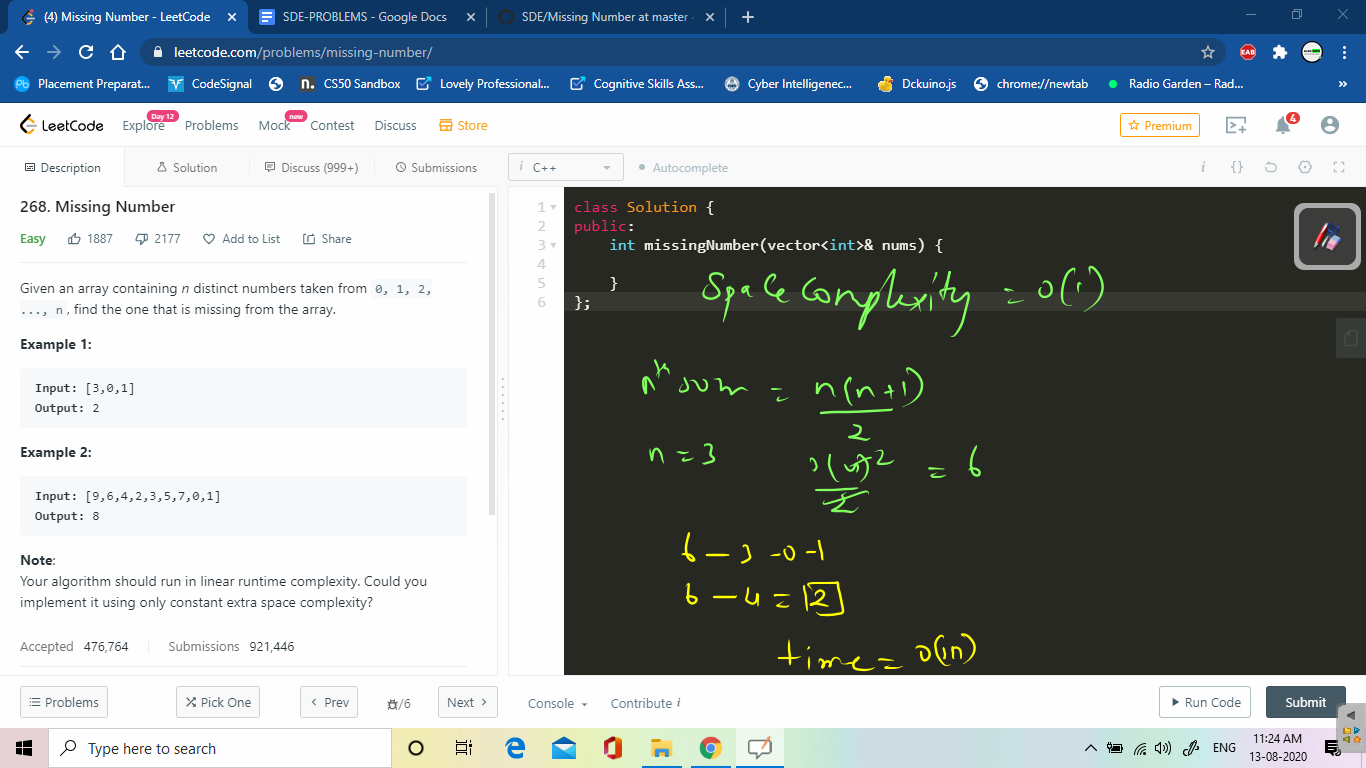 (4) Missing Number - LeetCode
SDE-PROBLEMS - Google Docs
SDE/Missing Number at master
leetcode.com/problems/missing-number/
Placement Preparat...
CodeSignal
CS50 Sandbox
Lovely Professional...
Cognitive Skills Ass...
Cyber Intelligenec...
Dckuino.js
chrome://newtab
Radio Garden – Rad...
LeetCode
Explore
Day 12
Problems
Mock
new
Contest
Discuss
Store
Premium
4
Description
Solution
Discuss (999+)
Submissions
i C++
Autocomplete
268. Missing Number
Easy 1887 2177 Add to List Share
Given an array containing n distinct numbers taken from 0, 1, 2,
..., n, find the one that is missing from the array.
Example 1:
Input: [3,0,1]
Output: 2
Example 2:
Input: [9,6,4,2,3,5,7,0,1]
Output: 8
Note:
Your algorithm should run in linear runtime complexity. Could you
implement it using only constant extra space complexity?
Accepted 476,764 Submissions 921,446
1 class Solution {
2 public:
3 int missingNumber(vector<int>& nums) {
4
5 }
6 };
Space Complexity = O(1)
= n(n+1)
2
n = 3
2
= 6
6 - 3 - 0 - 1
6 - 4 = 2
time = O(n)
Problems
Pick One
Prev
/6
Next
Console
Contribute i
Run Code
Submit
Type here to search
ENG
11:24 AM
13-08-2020